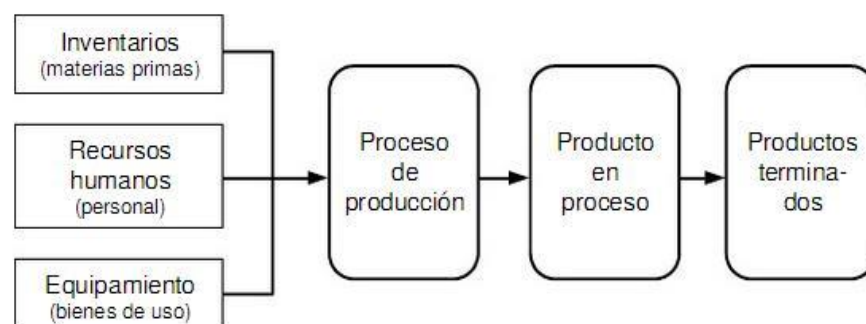 Inventarios
(materias primas)
Recursos
humanos
(personal)
Equipamiento
(bienes de uso)
Proceso
de
producción
Producto
en
proceso
Productos
termina-
dos